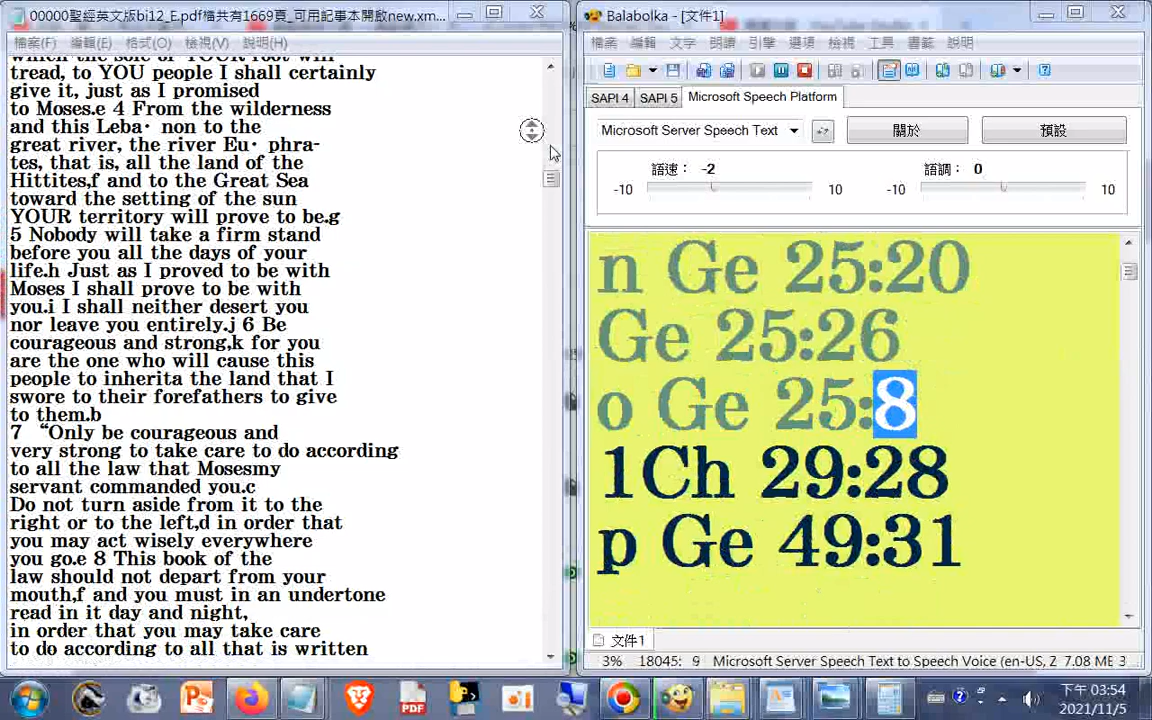 00000聖經英文版bi12_E.pdf檔共有1669頁_可用記事本開啟new.xm...
檔案(F) 編輯(E) 格式(O) 檢視(V) 說明(H)
which the sole of YOUR foot will
tread, to YOU people I shall certainly
give it, just as I promised
to Moses.e 4 From the wilderness
and this Leba· non to the
great river, the river Eu· phra-
tes, that is, all the land of the
Hittites,f and to the Great Sea
toward the setting of the sun
YOUR territory will prove to be.g
5 Nobody will take a firm stand
before you all the days of your
life.h Just as I proved to be with
Moses I shall prove to be with
you.i I shall neither desert you
nor leave you entirely.j 6 Be
courageous and strong,k for you
are the one who will cause this
people to inherita the land that I
swore to their forefathers to give
to them.b
7 “Only be courageous and
very strong to take care to do according
to all the law that Mosesmy
servant commanded you.c
Do not turn aside from it to the
right or to the left,d in order that
you may act wisely everywhere
you go.e 8 This book of the
law should not depart from your
mouth,f and you must in an undertone
read in it day and night,
in order that you may take care
to do according to all that is written
Balabolka - [文件1]
檔案 編輯 文字 朗讀 引擎 選項 檢視 工具 書籤 說明
SAPI 4 SAPI 5 Microsoft Speech Platform
Microsoft Server Speech Text 關於 預設
語速： -2 語調： 0
-10 10 -10 10
n Ge 25:20
Ge 25:26
o Ge 25:8
1Ch 29:28
p Ge 49:31
文件1
3% 18045: 9 Microsoft Server Speech Text to Speech Voice (en-US, Z 7.08 ME 3
PDF
下午 03:54
2021/11/5